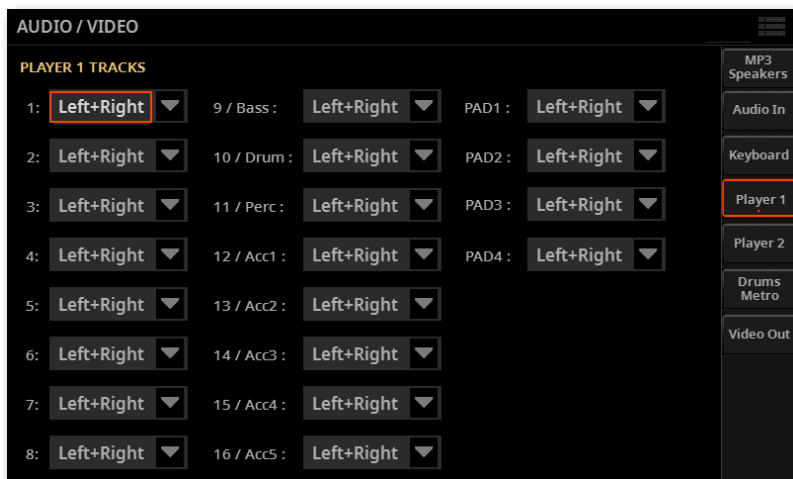 AUDIO / VIDEO
PLAYER 1 TRACKS
1: Left+Right 9 / Bass : Left+Right PAD1 : Left+Right
2: Left+Right 10 / Drum : Left+Right PAD2 : Left+Right
3: Left+Right 11 / Perc : Left+Right PAD3 : Left+Right
4: Left+Right 12 / Acc1 : Left+Right PAD4 : Left+Right
5: Left+Right 13 / Acc2 : Left+Right
6: Left+Right 14 / Acc3 : Left+Right
7: Left+Right 15 / Acc4 : Left+Right
8: Left+Right 16 / Acc5 : Left+Right
MP3
Speakers
Audio In
Keyboard
Player 1
Player 2
Drums
Metro
Video Out